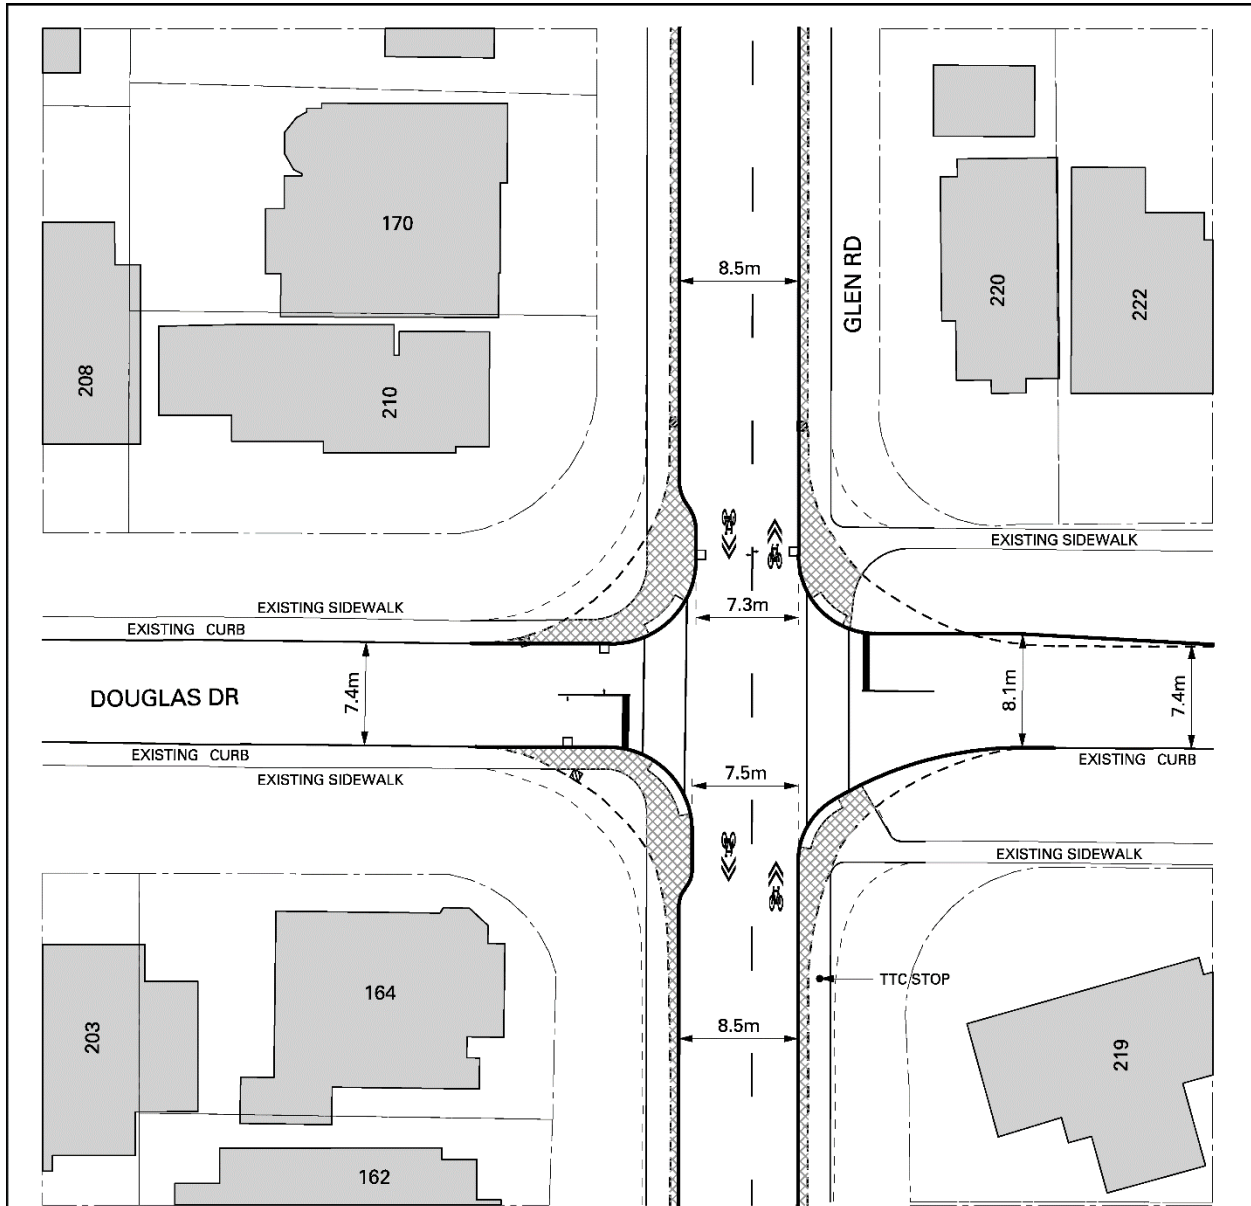 170
8.5m
GLEN RD
220
222
208
210
EXISTING SIDEWALK
EXISTING SIDEWALK
7.3m
EXISTING CURB
DOUGLAS DR
7.4m
8.1m
7.4m
EXISTING CURB
7.5m
EXISTING CURB
EXISTING SIDEWALK
EXISTING SIDEWALK
TTC STOP
164
203
8.5m
219
162